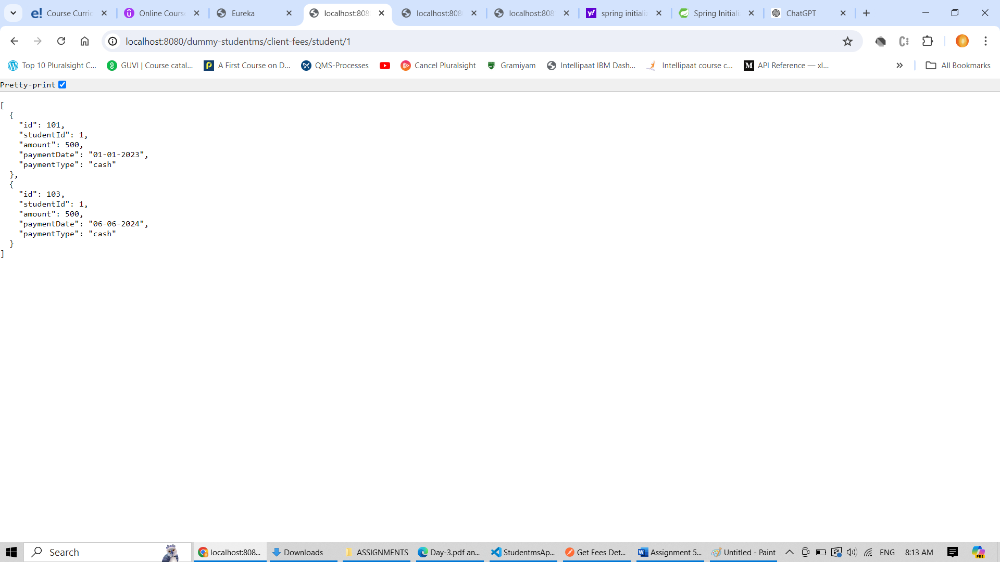 Course Curric
Online Cours
Eureka
localhost:808
localhost:808
localhost:808
spring initializ
Spring Initiali
ChatGPT
localhost:8080/dummy-studentms/client-fees/student/1
Top 10 Pluralsight C...
GUVI | Course catal...
A First Course on D...
QMS-Processes
Cancel Pluralsight
Gramiyam
Intellipaat IBM Dash...
Intellipaat course c...
API Reference — xl...
All Bookmarks
Pretty-print
[
  {
    "id": 101,
    "studentId": 1,
    "amount": 500,
    "paymentDate": "01-01-2023",
    "paymentType": "cash"
  },
  {
    "id": 103,
    "studentId": 1,
    "amount": 500,
    "paymentDate": "06-06-2024",
    "paymentType": "cash"
  }
]
Search
localhost:808...
Downloads
ASSIGNMENTS
Day-3.pdf an...
StudentmsAp...
Get Fees Det...
Assignment 5...
Untitled - Paint
ENG
8:13 AM
PRE